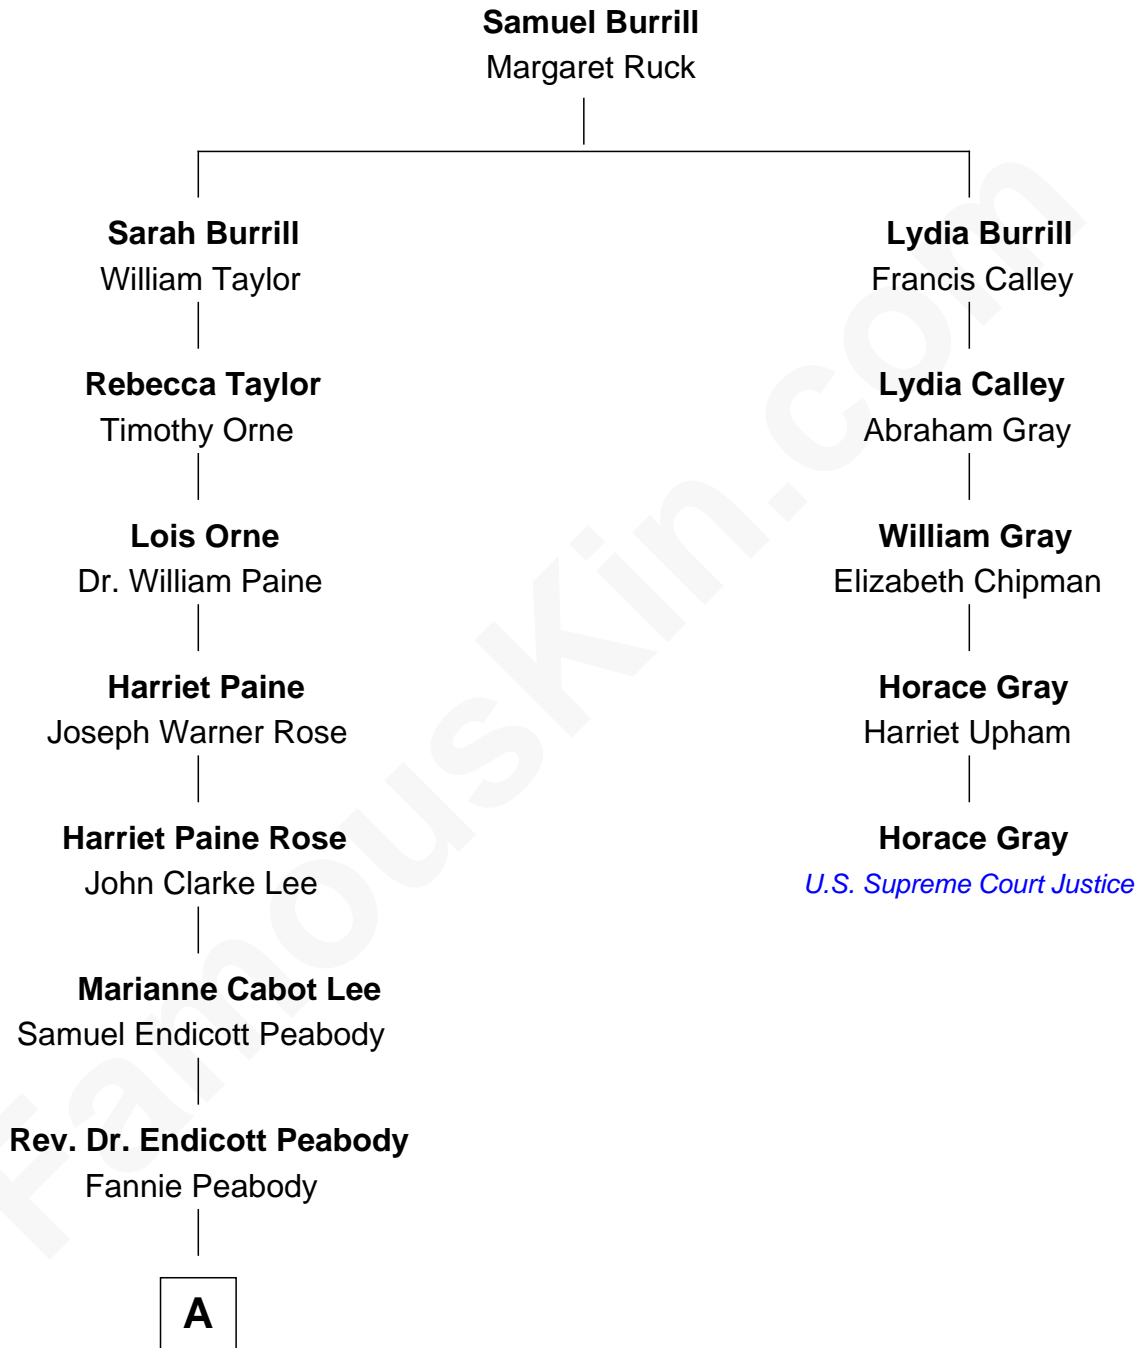 Samuel Burrill
Margaret Ruck
Sarah Burrill
William Taylor
Rebecca Taylor
Timothy Orne
Lois Orne
Dr. William Paine
Harriet Paine
Joseph Warner Rose
Harriet Paine Rose
John Clarke Lee
Marianne Cabot Lee
Samuel Endicott Peabody
Rev. Dr. Endicott Peabody
Fannie Peabody
A
Lydia Burrill
Francis Calley
Lydia Calley
Abraham Gray
William Gray
Elizabeth Chipman
Horace Gray
Harriet Upham
Horace Gray
U.S. Supreme Court Justice
FamousKin.com